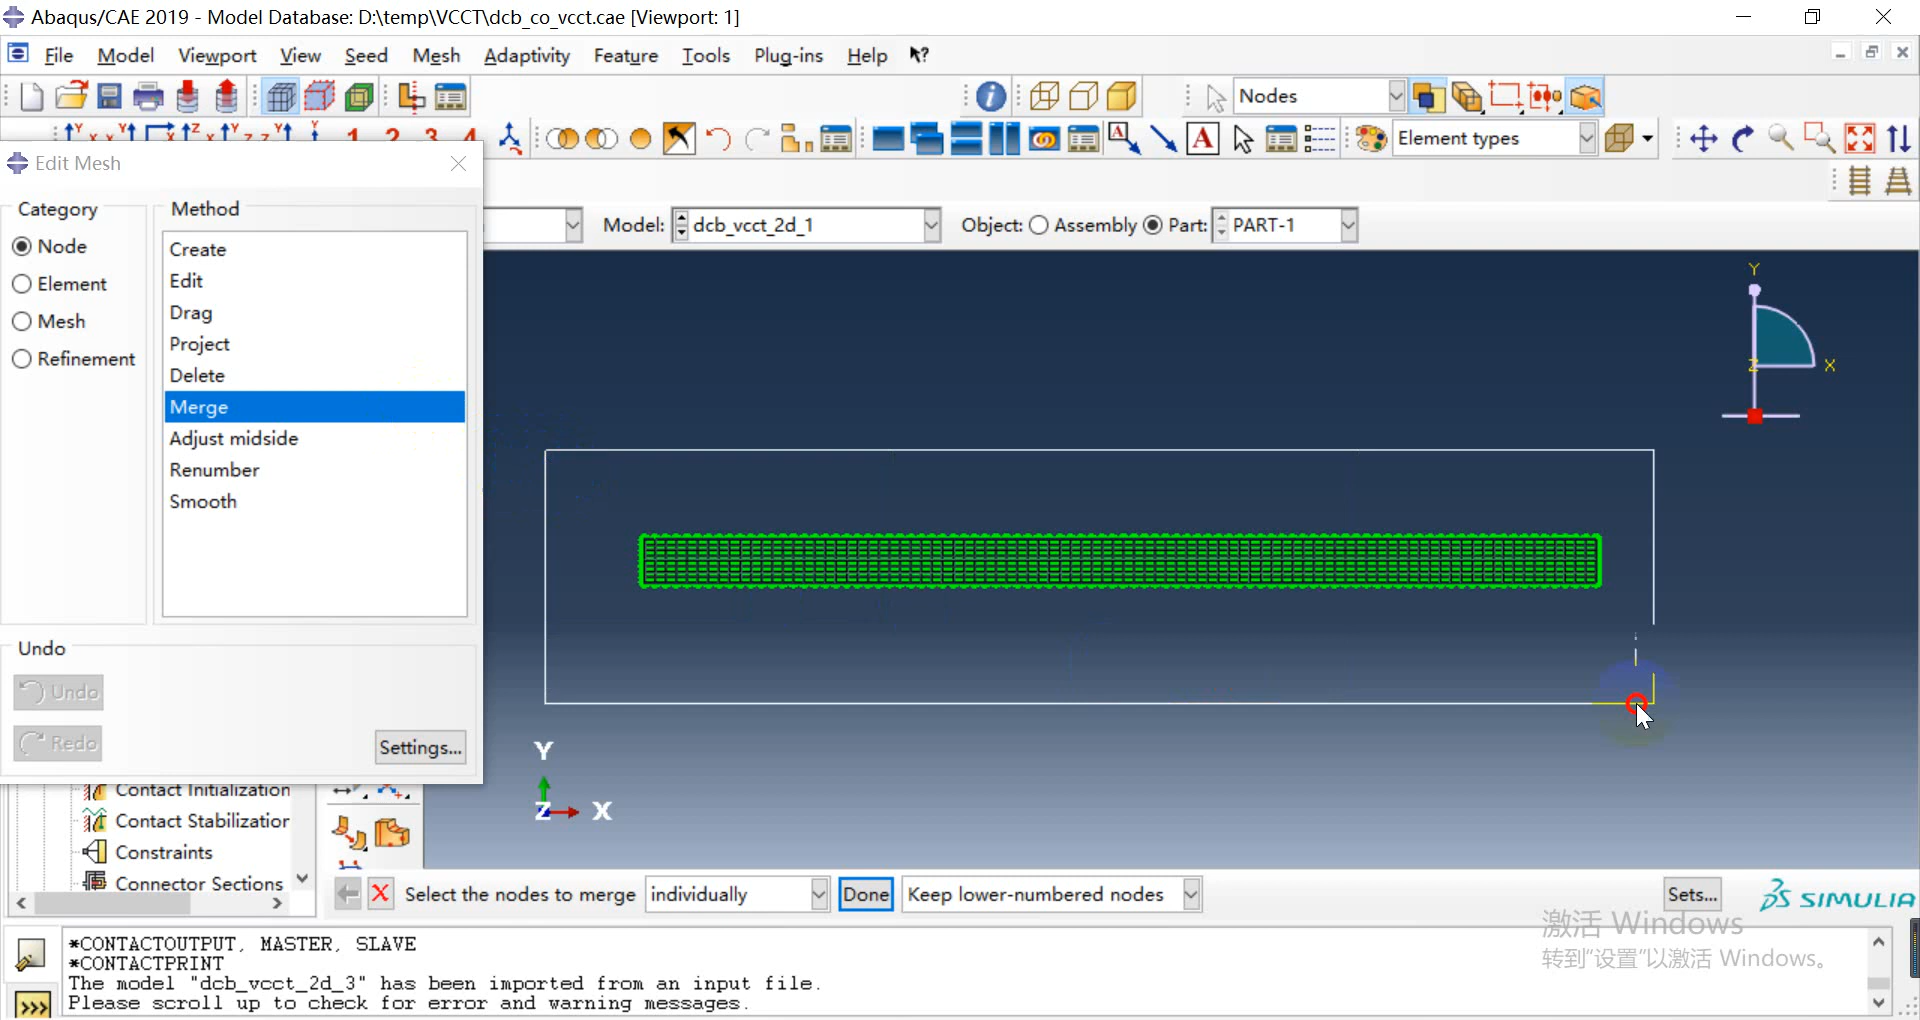 Abaqus/CAE 2019 - Model Database: D:\temp\VCCT\dcb_co_vcct.cae [Viewport: 1]
File Model Viewport View Seed Mesh Adaptivity Feature Tools Plug-ins Help
Nodes
Element types
Edit Mesh
Model: dcb_vcct_2d_1 Object: Assembly Part: PART-1
Category
Method
Node
Element
Mesh
Refinement
Create
Edit
Drag
Project
Delete
Merge
Adjust midside
Renumber
Smooth
Undo
Undo
Redo
Settings...
Y
X
Z
Y
Z
X
Contact Initialization
Contact Stabilization
Constraints
Connector Sections
Select the nodes to merge individually Done Keep lower-numbered nodes Sets...
SIMULIA
激活 Windows
转到"设置"以激活 Windows。
*CONTACTOUTPUT, MASTER, SLAVE
*CONTACTPRINT
The model "dcb_vcct_2d_3" has been imported from an input file.
Please scroll up to check for error and warning messages.
>>>